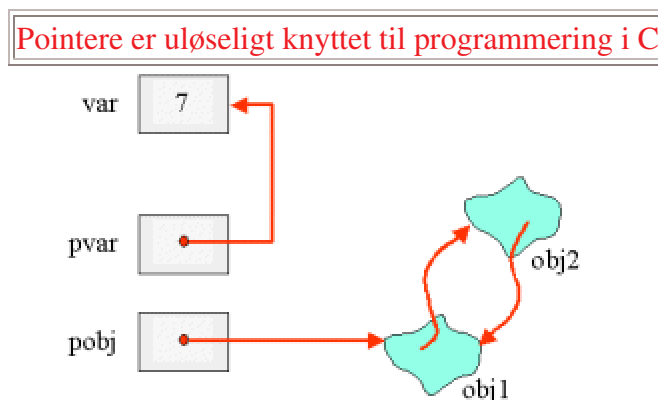 Pointere er uløseligt knyttet til programmering i C
var
7
pvar
obj2
pobj
obj1